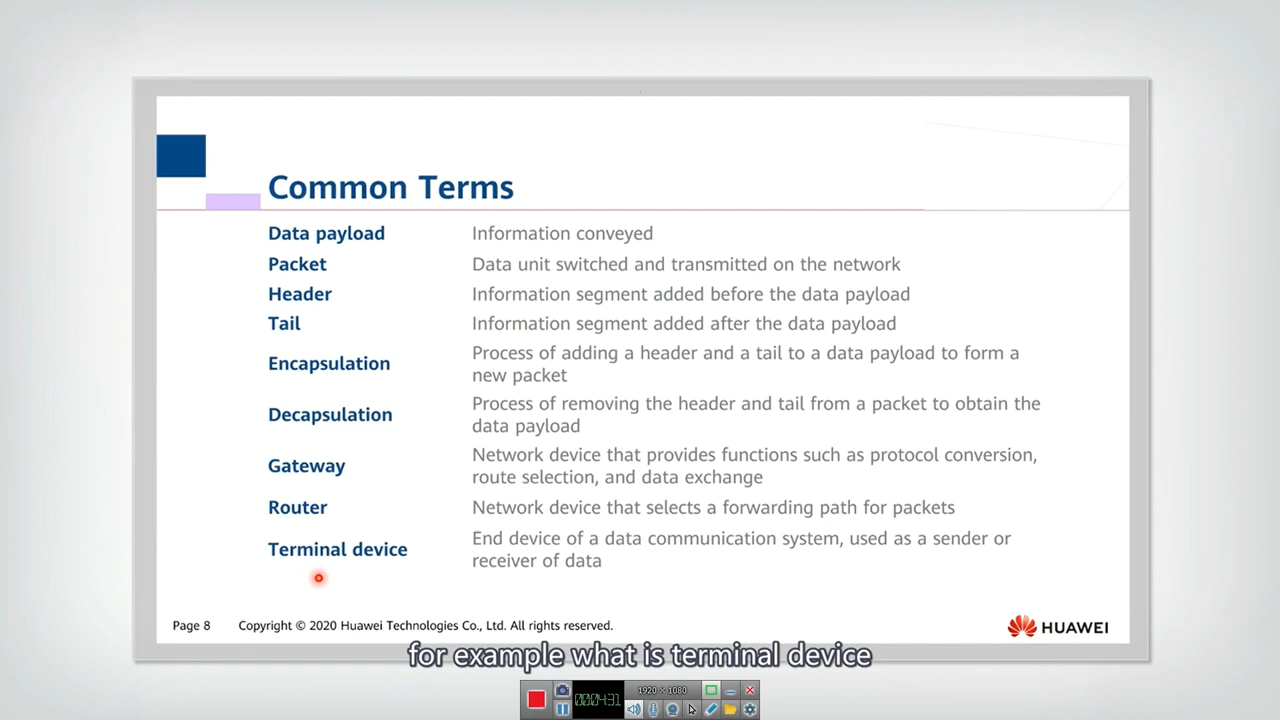 Common Terms
Data payload Information conveyed
Packet Data unit switched and transmitted on the network
Header Information segment added before the data payload
Tail Information segment added after the data payload
Encapsulation Process of adding a header and a tail to a data payload to form a
new packet
Decapsulation Process of removing the header and tail from a packet to obtain the
data payload
Gateway Network device that provides functions such as protocol conversion,
route selection, and data exchange
Router Network device that selects a forwarding path for packets
Terminal device End device of a data communication system, used as a sender or
receiver of data
Page 8 Copyright © 2020 Huawei Technologies Co., Ltd. All rights reserved.
HUAWEI
for example what is terminal device
000:04:31 1920 × 1080